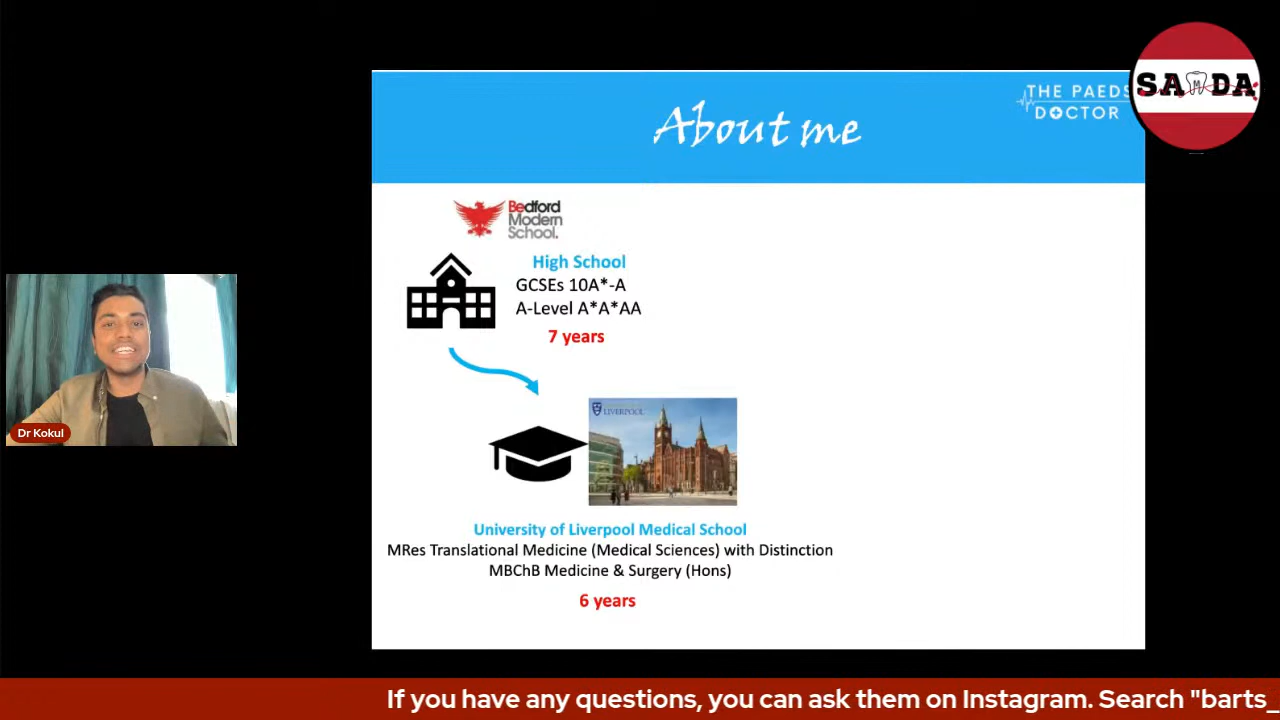 About me
THE PAEDS
DOCTOR
SAMDA
Bedford
Modern
School.
High School
GCSEs 10A*-A
A-Level A*A*AA
7 years
Dr Kokul
LIVERPOOL
University of Liverpool Medical School
MRes Translational Medicine (Medical Sciences) with Distinction
MBChB Medicine & Surgery (Hons)
6 years
If you have any questions, you can ask them on Instagram. Search "barts_